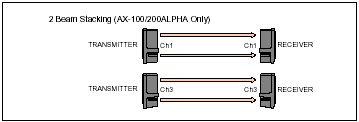 2 Beam Stacking (AX-100/200ALPHA Only)
TRANSMITTER Ch1 Ch1 RECEIVER
TRANSMITTER Ch3 Ch3 RECEIVER